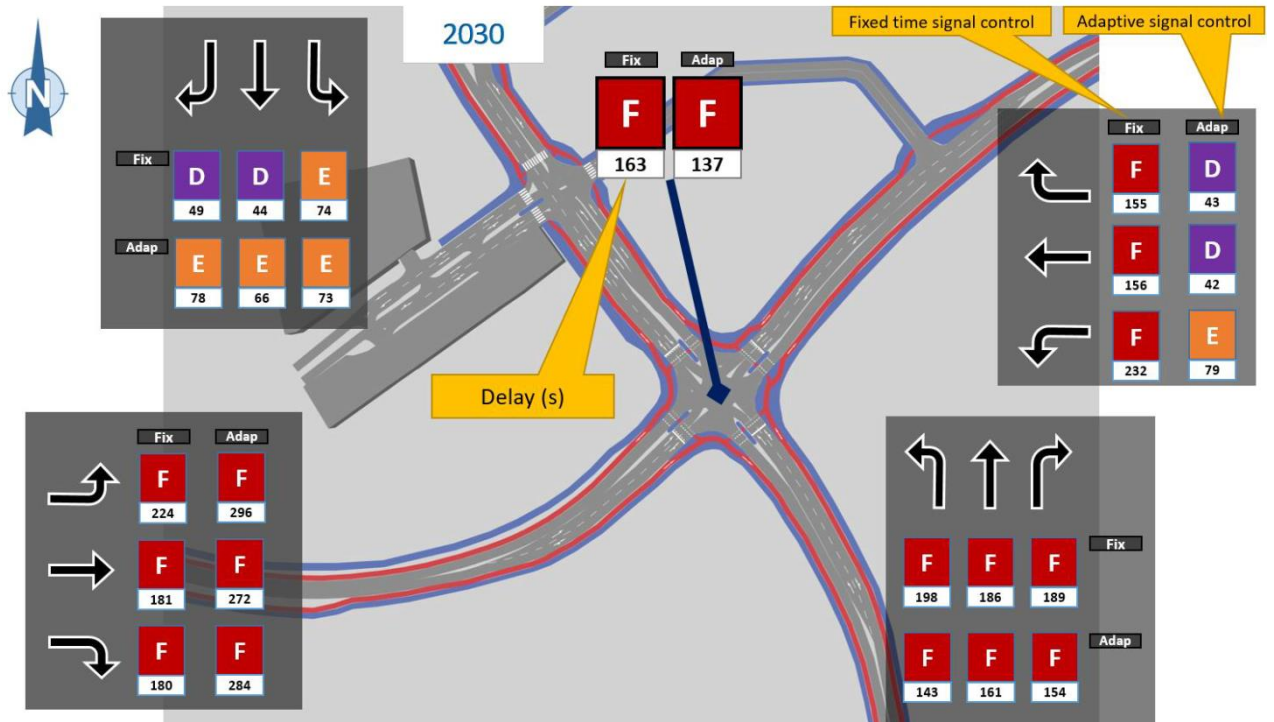 2030
Fixed time signal control
Adaptive signal control
N
Fix
Adap
F
F
163
137
Fix
D
D
E
49
44
74
Adap
E
E
E
78
66
73
Fix
Adap
F
D
155
43
F
D
156
42
F
E
232
79
Delay (s)
Fix
Adap
F
F
224
296
F
F
181
272
F
F
180
284
Fix
F
F
F
198
186
189
Adap
F
F
F
143
161
154